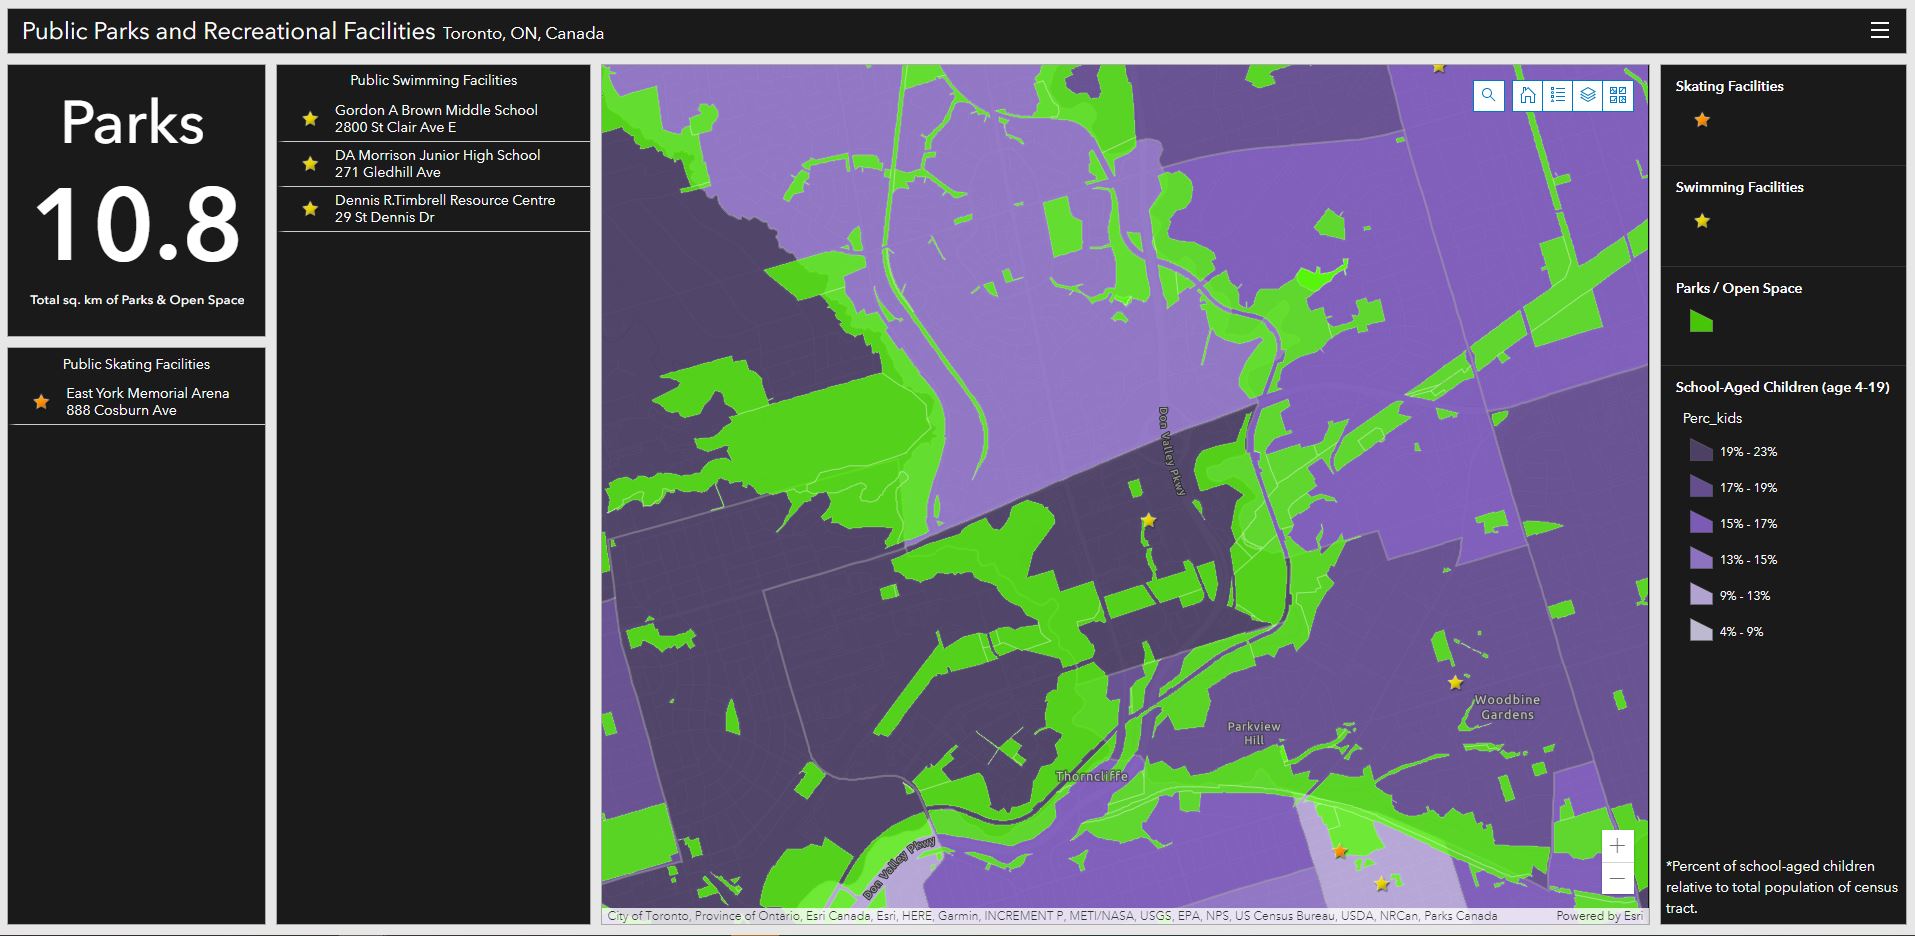 Public Parks and Recreational Facilities Toronto, ON, Canada
Parks
10.8
Total sq. km of Parks & Open Space
Public Skating Facilities
East York Memorial Arena
888 Cosburn Ave
Public Swimming Facilities
Gordon A Brown Middle School
2800 St Clair Ave E
DA Morrison Junior High School
271 Gledhill Ave
Dennis R.Timbrell Resource Centre
29 St Dennis Dr
Don Valley Pkwy
Woodbine
Gardens
Parkview
Hill
Thorncliffe
Don Valley Pkwy
City of Toronto, Province of Ontario, Esri Canada, Esri, HERE, Garmin, INCREMENT P, METI/NASA, USGS, EPA, NPS, US Census Bureau, USDA, NRCan, Parks Canada
Powered by Esri
Skating Facilities
Swimming Facilities
Parks / Open Space
School-Aged Children (age 4-19)
Perc_kids
19% - 23%
17% - 19%
15% - 17%
13% - 15%
9% - 13%
4% - 9%
*Percent of school-aged children
relative to total population of census
tract.